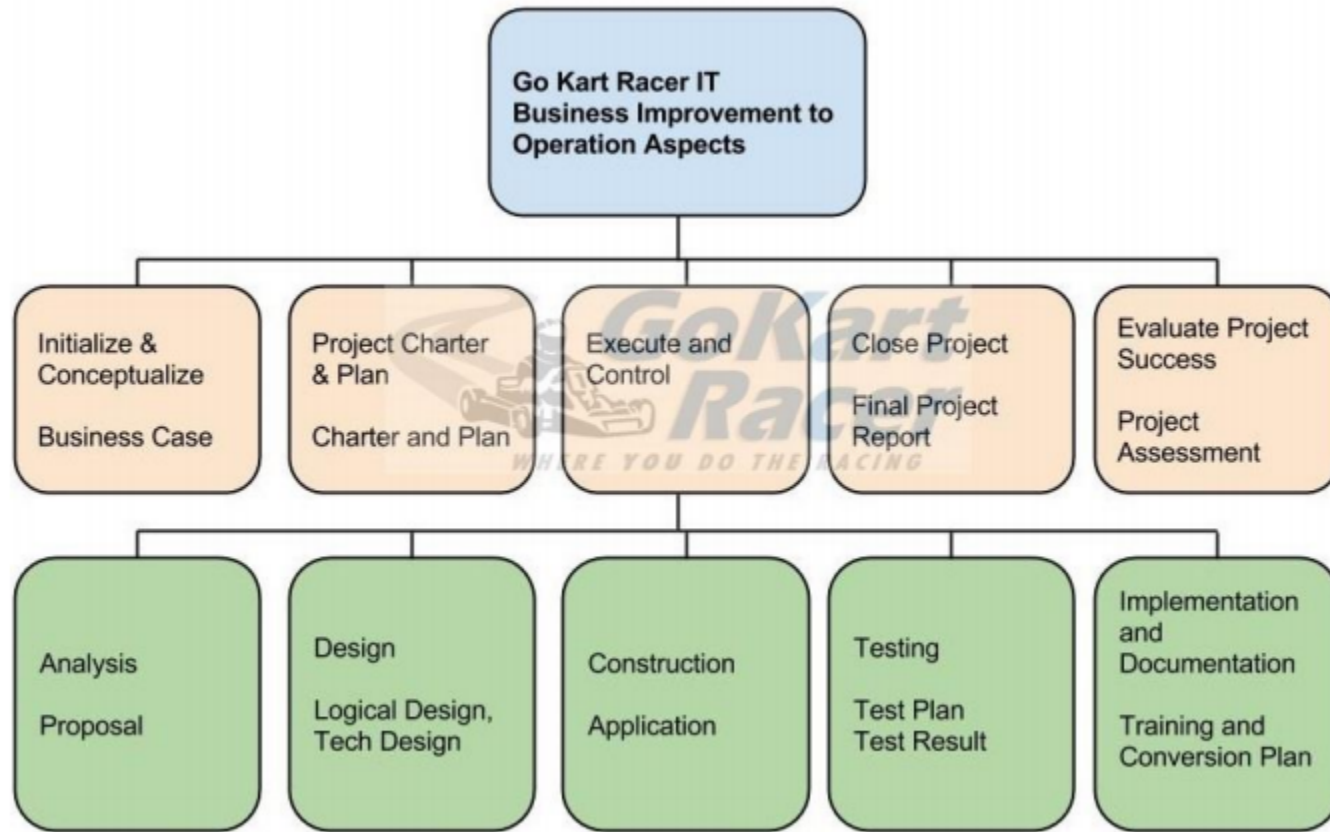 Go Kart Racer IT
Business Improvement to
Operation Aspects
Initialize &
Conceptualize
Business Case
Project Charter
& Plan
Charter and Plan
Execute and
Control
Close Project
Final Project
Report
Evaluate Project
Success
Project
Assessment
GoKart
Racer
WHERE YOU DO THE RACING
Analysis
Proposal
Design
Logical Design,
Tech Design
Construction
Application
Testing
Test Plan
Test Result
Implementation
and
Documentation
Training and
Conversion Plan